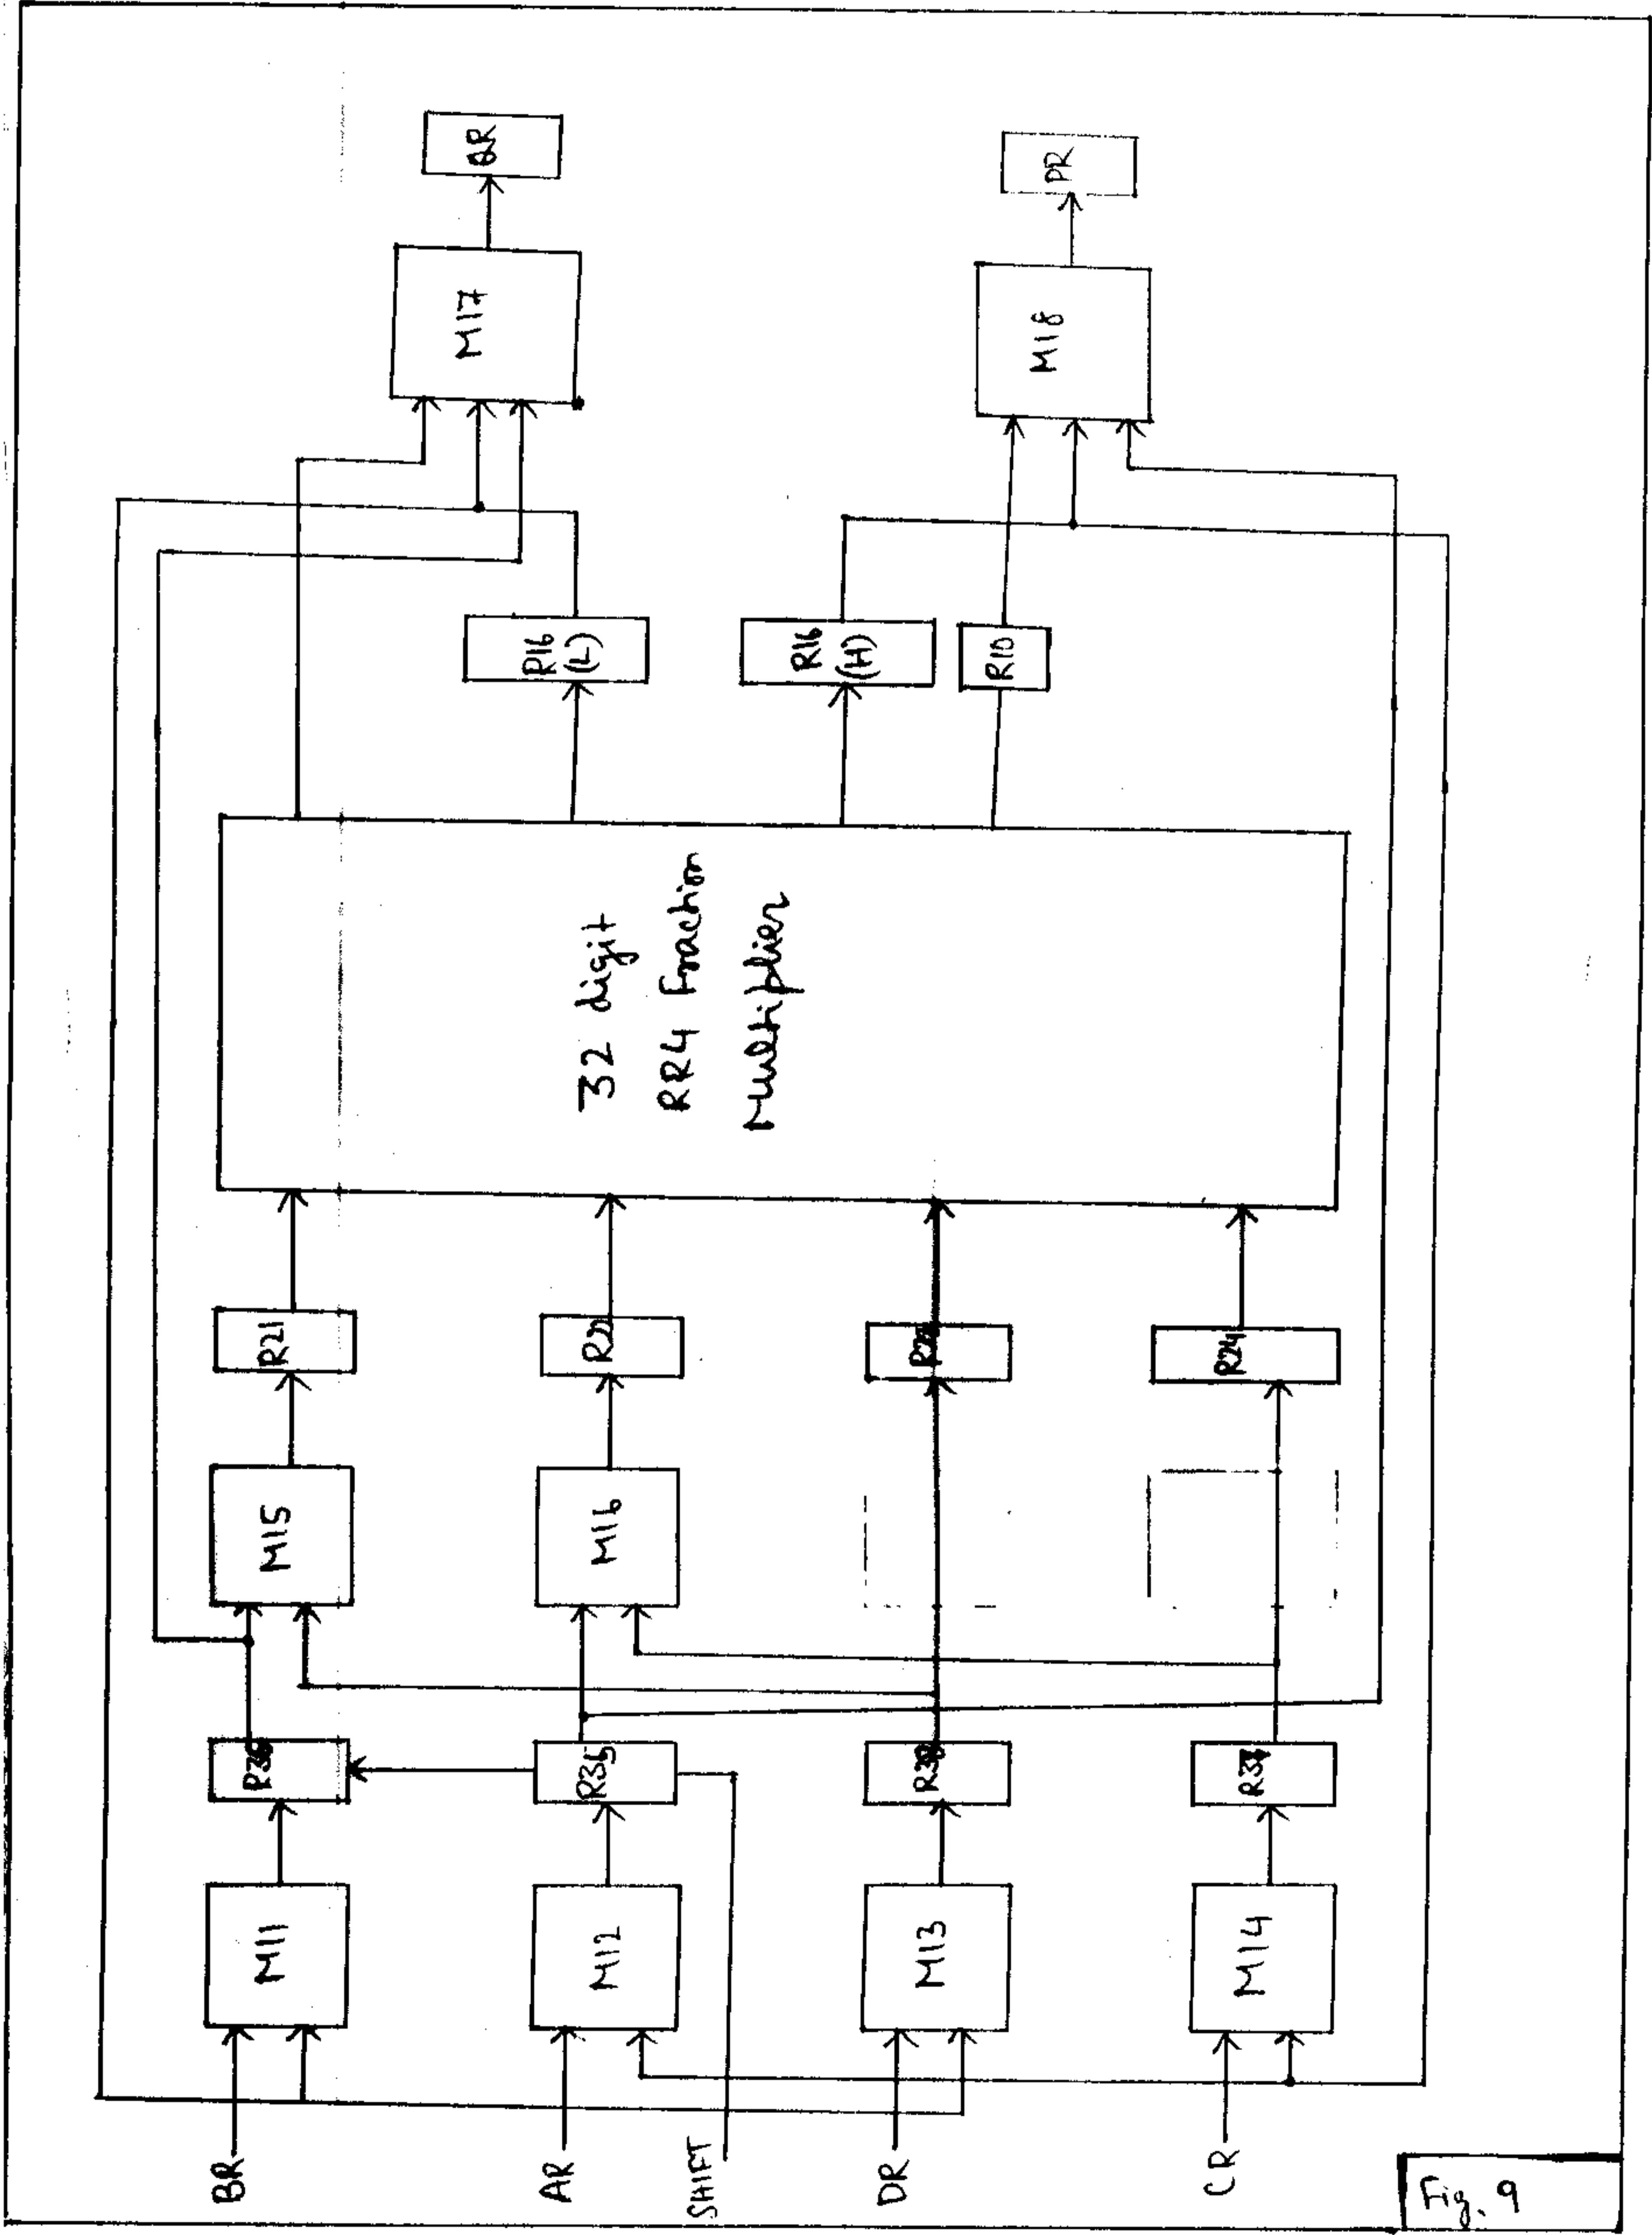 BR
AR
SHIFT
DR
CR
M11
M12
M13
M14
R35
R37
M15
M16
R21
R22
R24
32 digit
RR4 Fraction
Multiplier
R16
(L)
R16
(H)
R10
M17
M18
QR
PR
Fig. 9